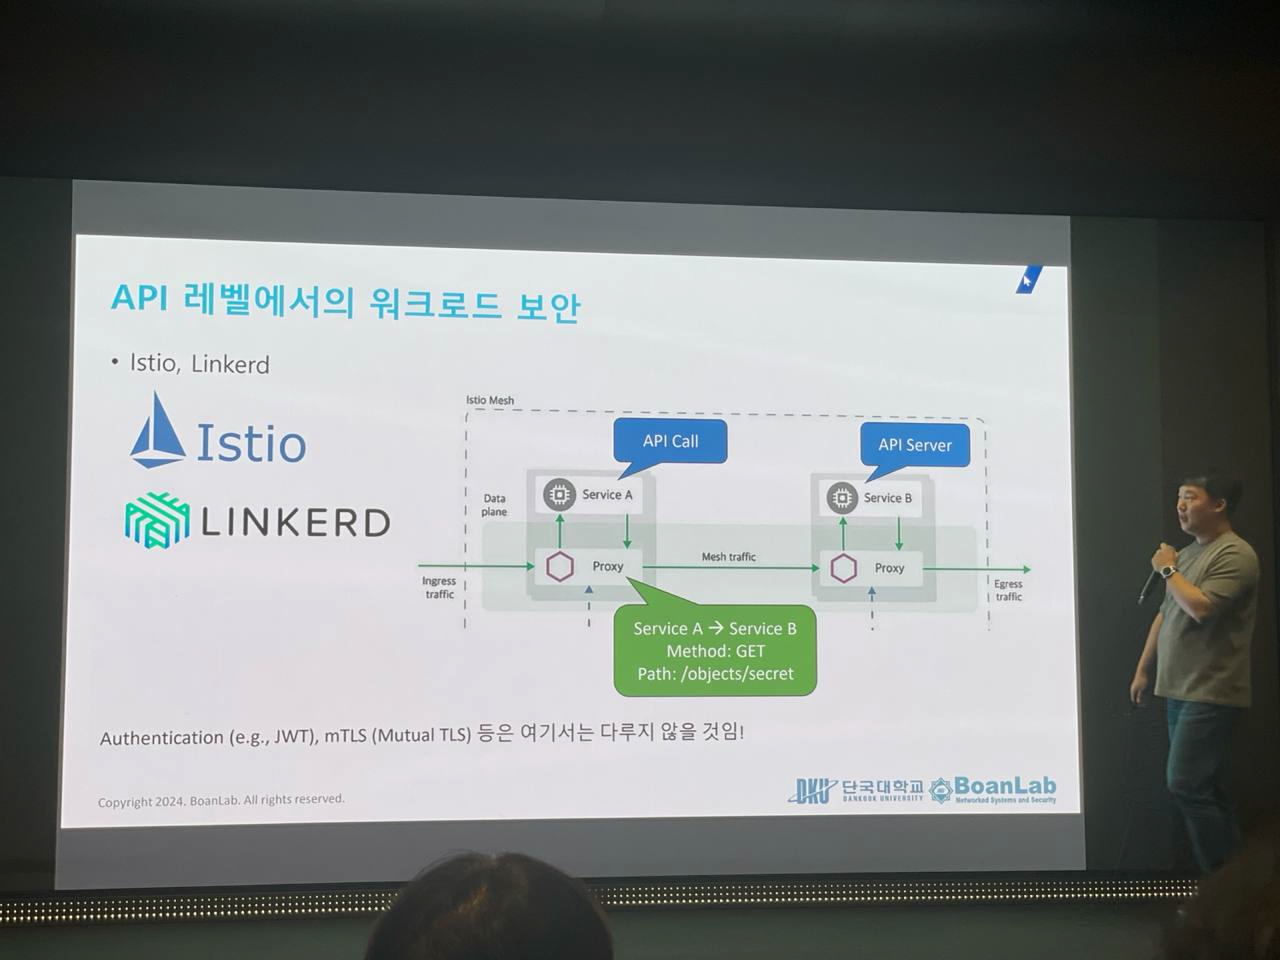 API 레벨에서의 워크로드 보안
• Istio, Linkerd
Istio
LINKERD
Istio Mesh
API Call
API Server
Data
plane
Service A
Service B
Proxy
Mesh traffic
Proxy
Ingress
traffic
Egress
traffic
Service A → Service B
Method: GET
Path: /objects/secret
Authentication (e.g., JWT), mTLS (Mutual TLS) 등은 여기서는 다루지 않을 것임!
Copyright 2024. BoanLab. All rights reserved.
DKU 단국대학교
DANKOOK UNIVERSITY
BoanLab
Networked Systems and Security